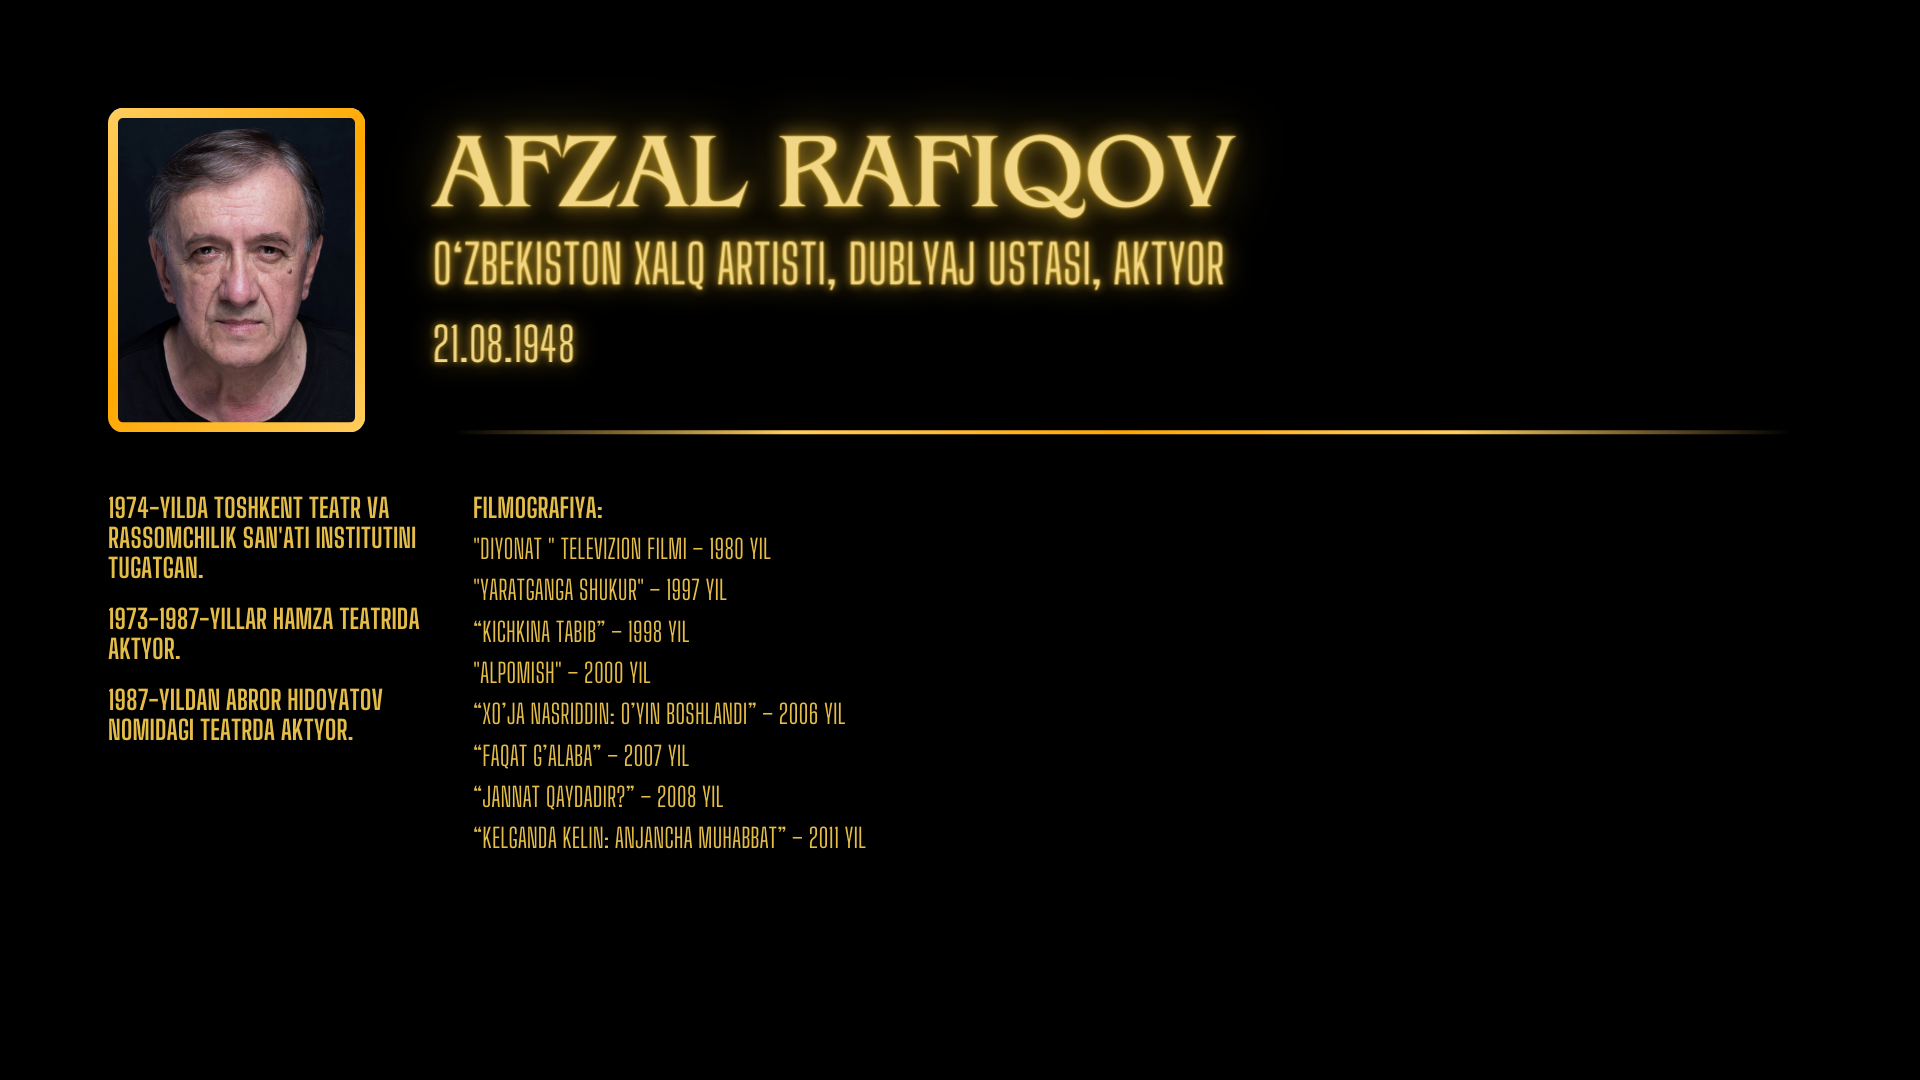 AFZAL RAFIQOV
O‘ZBEKISTON XALQ ARTISTI, DUBLYAJ USTASI, AKTYOR
21.08.1948
1974-YILDA TOSHKENT TEATR VA
RASSOMCHILIK SAN'ATI INSTITUTINI
TUGATGAN.
1973-1987-YILLAR HAMZA TEATRIDA
AKTYOR.
1987-YILDAN ABROR HIDOYATOV
NOMIDAGI TEATRDA AKTYOR.
FILMOGRAFIYA:
"DIYONAT " TELEVIZION FILMI – 1980 YIL
"YARATGANGA SHUKUR" – 1997 YIL
“KICHKINA TABIB” – 1998 YIL
"ALPOMISH" – 2000 YIL
“XO’JA NASRIDDIN: O’YIN BOSHLANDI” – 2006 YIL
“FAQAT G’ALABA” – 2007 YIL
“JANNAT QAYDADIR?” – 2008 YIL
“KELGANDA KELIN: ANJANCHA MUHABBAT” – 2011 YIL